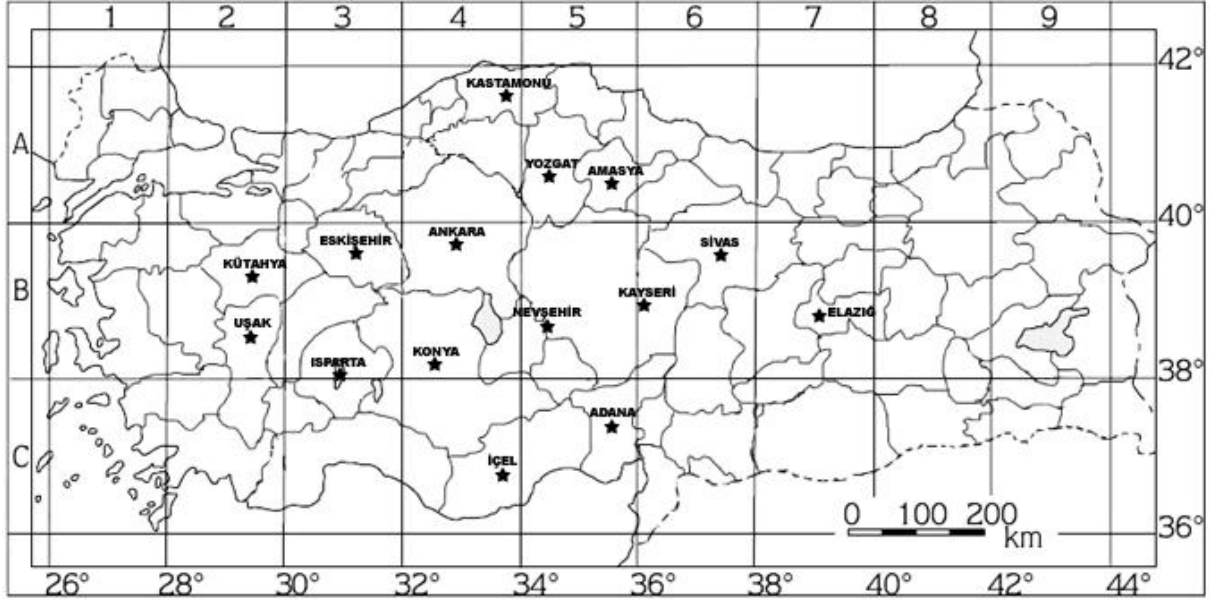 1 2 3 4 5 6 7 8 9
42°
KASTAMONU
A
YOZGAT
AMASYA
40°
ANKARA
ESKİŞEHİR
SİVAS
KÜTAHYA
B
KAYSERİ
NEVŞEHİR
ELAZIĞ
UŞAK
KONYA
ISPARTA
38°
ADANA
C
İÇEL
0 100 200
km
36°
26° 28° 30° 32° 34° 36° 38° 40° 42° 44°